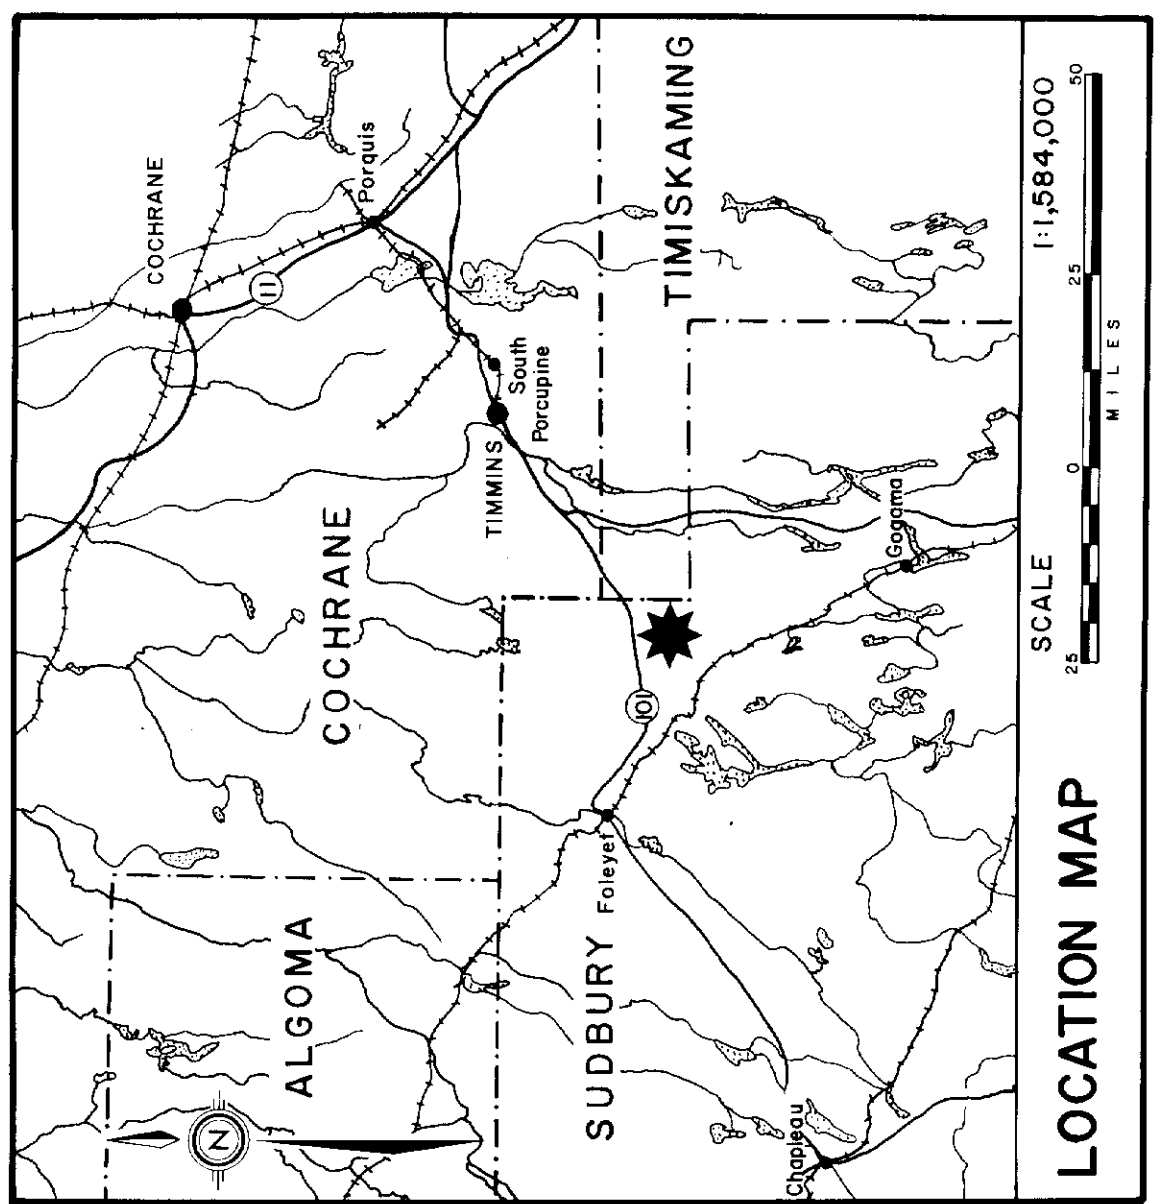 COCHRANE
Porquis
11
TIMISKAMING
South
Porcupine
TIMMINS
COCHRANE
Gogama
101
Foleyet
ALGOMA
SUDBURY
Chapleau
N
LOCATION MAP
SCALE 1:1,584,000
25 0 25 50
MILES